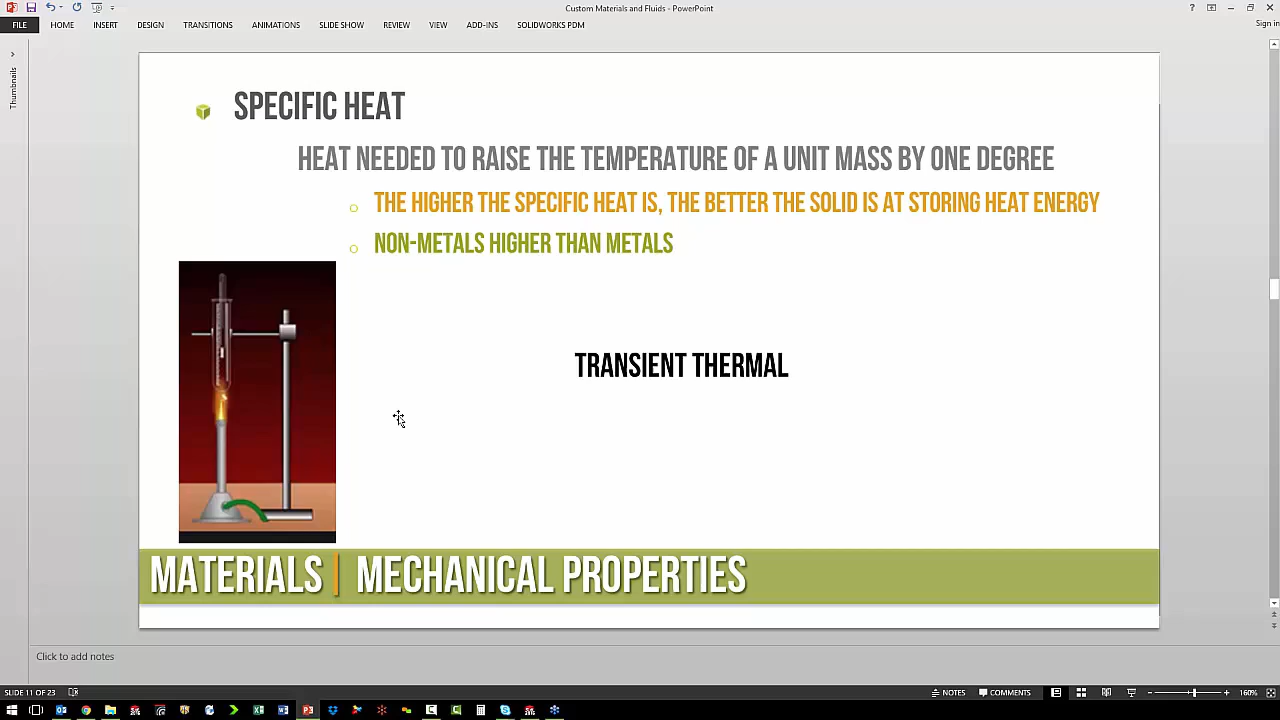 Custom Materials and Fluids - PowerPoint
?
Sign in
FILE HOME INSERT DESIGN TRANSITIONS ANIMATIONS SLIDE SHOW REVIEW VIEW ADD-INS SOLIDWORKS PDM
Thumbnails
SPECIFIC HEAT
HEAT NEEDED TO RAISE THE TEMPERATURE OF A UNIT MASS BY ONE DEGREE
THE HIGHER THE SPECIFIC HEAT IS, THE BETTER THE SOLID IS AT STORING HEAT ENERGY
NON-METALS HIGHER THAN METALS
TRANSIENT THERMAL
MATERIALS | MECHANICAL PROPERTIES
Click to add notes
SLIDE 11 OF 23 NOTES COMMENTS 160%